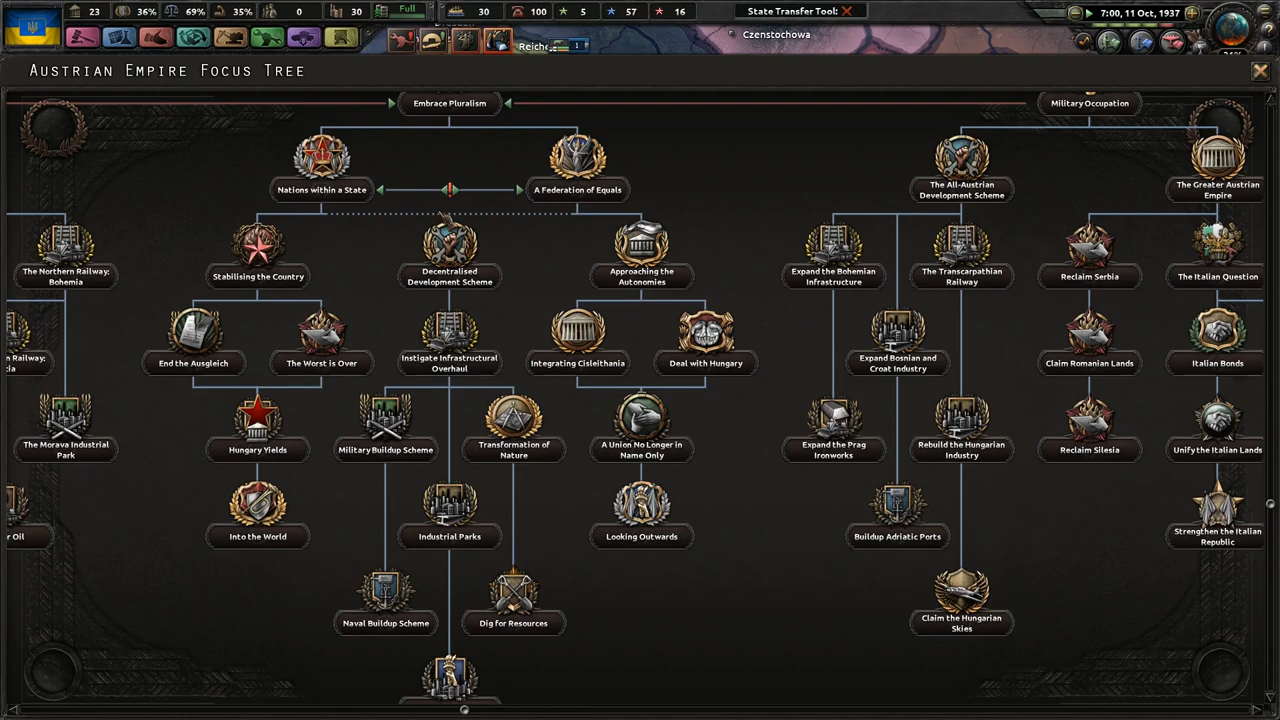 23 36% 69% 35% 0 30 Full 30 100 5 57 16 State Transfer Tool: 7:00, 11 Oct, 1937
Czenstochowa
Reichs
1
AUSTRIAN EMPIRE FOCUS TREE
Embrace Pluralism
Military Occupation
Nations within a State
A Federation of Equals
The All-Austrian
Development Scheme
The Greater Austrian
Empire
The Northern Railway:
Bohemia
Stabilising the Country
Decentralised
Development Scheme
Approaching the
Autonomies
Expand the Bohemian
Infrastructure
The Transcarpathian
Railway
Reclaim Serbia
The Italian Question
n Railway:
cia
End the Ausgleich
The Worst is Over
Instigate Infrastructural
Overhaul
Integrating Cisleithania
Deal with Hungary
Expand Bosnian and
Croat Industry
Claim Romanian Lands
Italian Bonds
The Morava Industrial
Park
Hungary Yields
Military Buildup Scheme
Transformation of
Nature
A Union No Longer in
Name Only
Expand the Prag
Ironworks
Rebuild the Hungarian
Industry
Reclaim Silesia
Unify the Italian Lands
r Oil
Into the World
Industrial Parks
Looking Outwards
Buildup Adriatic Ports
Strengthen the Italian
Republic
Naval Buildup Scheme
Dig for Resources
Claim the Hungarian
Skies